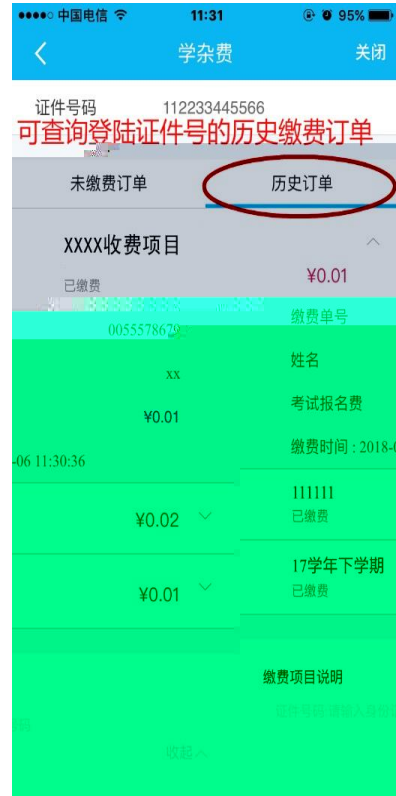 中国电信 11:31 95%
学杂费 关闭
证件号码 112233445566
可查询登陆证件号的历史缴费订单
未缴费订单 历史订单
XXXX收费项目
已缴费 ¥0.01
缴费单号
0055578679
姓名
xx
考试报名费
¥0.01
缴费时间 : 2018-0
-06 11:30:36
111111
已缴费
¥0.02
17学年下学期
已缴费
¥0.01
缴费项目说明
收起